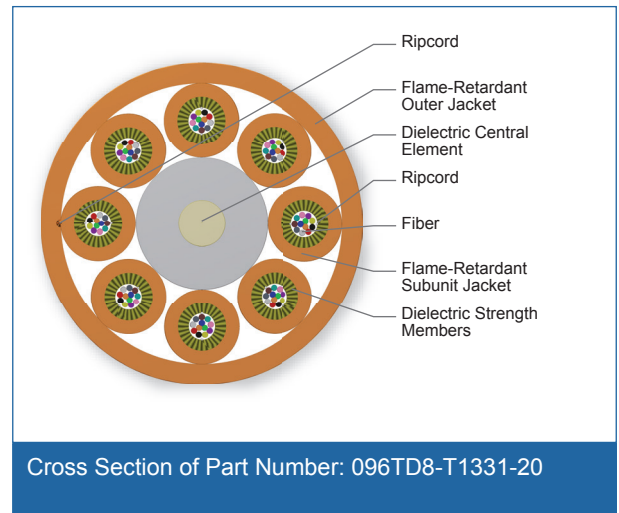 Ripcord
Flame-Retardant
Outer Jacket
Dielectric Central
Element
Ripcord
Fiber
Flame-Retardant
Subunit Jacket
Dielectric Strength
Members
Cross Section of Part Number: 096TD8-T1331-20